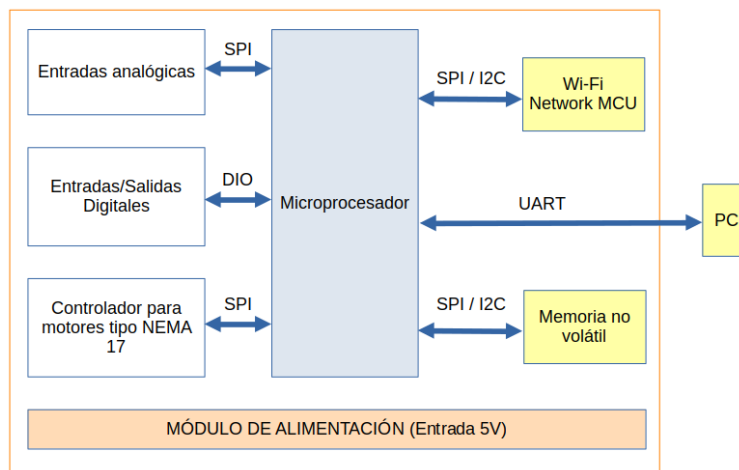 SPI
Entradas analógicas
SPI / I2C
Wi-Fi
Network MCU
DIO
Entradas/Salidas
Digitales
Microprocesador
UART
PC
SPI
Controlador para
motores tipo NEMA
17
SPI / I2C
Memoria no
volátil
MÓDULO DE ALIMENTACIÓN (Entrada 5V)